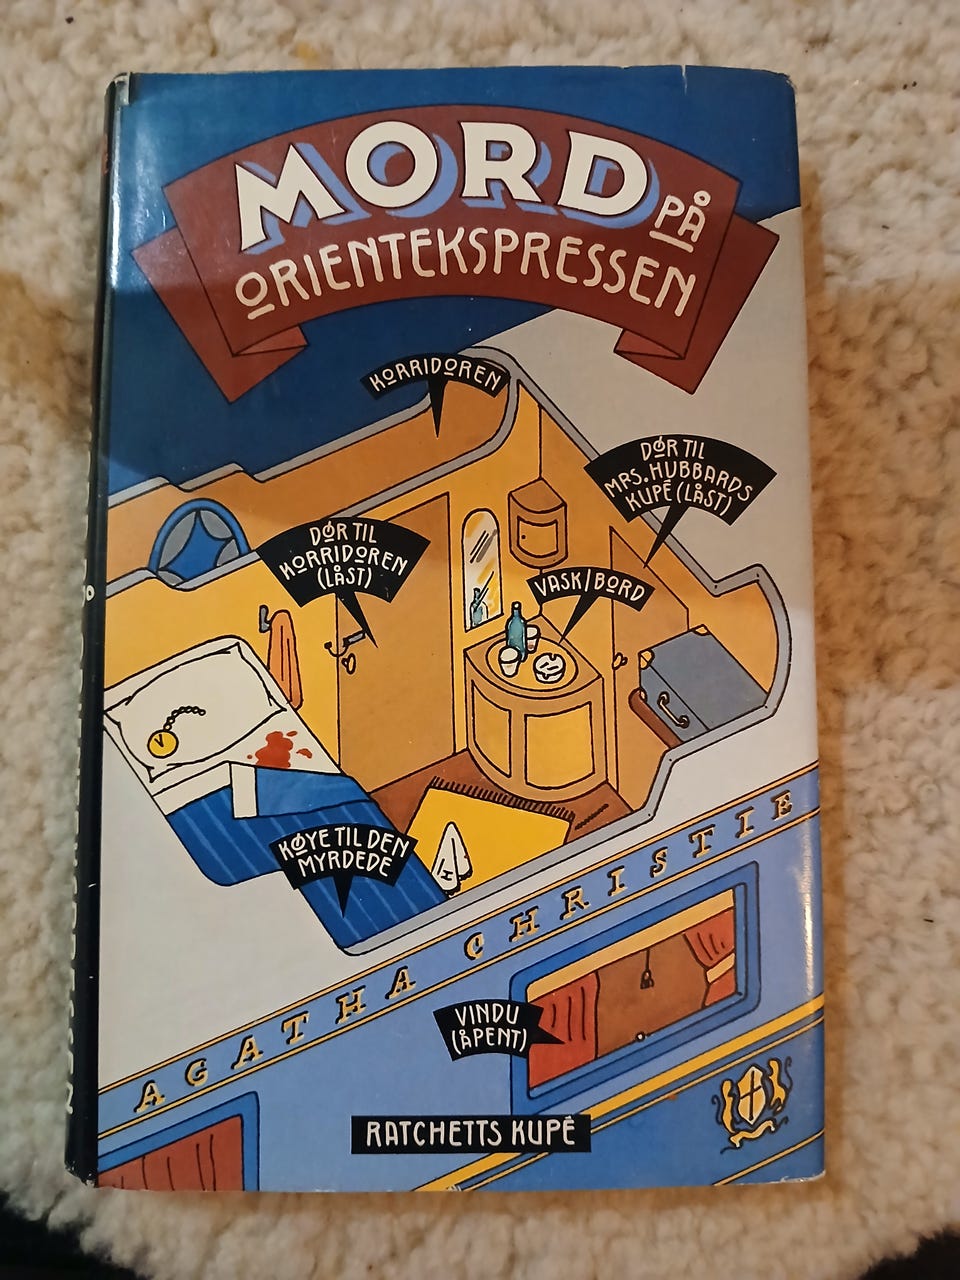 MORD PÅ
ORIENTEKSPRESSEN
KORRIDOREN
DØR TIL
MRS. HUBBARDS
KUPÉ (LÅST)
DØR TIL
KORRIDOREN
(LÅST)
VASK/BORD
V
KØYE TIL DEN
MYRDEDE
H
AGATHA CHRISTIE
VINDU
(ÅPENT)
RATCHETTS KUPÉ